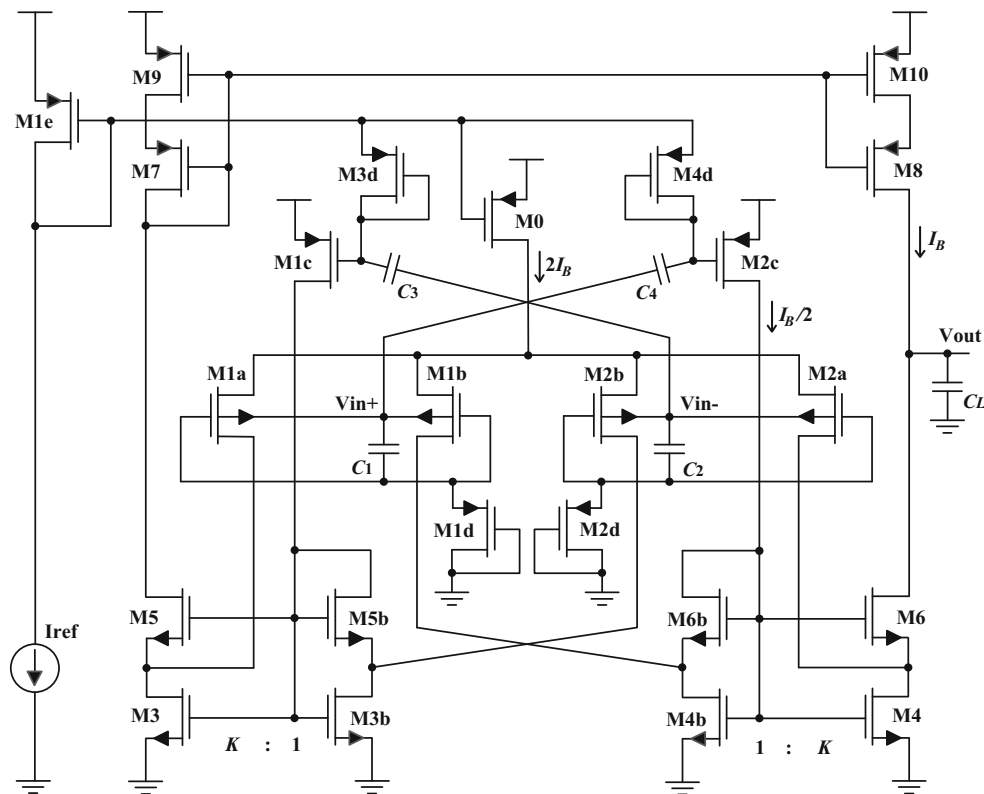 M9
M10
M1e
M7
M3d
M4d
M8
M0
M1c
M2c
IB
2IB
C3
C4
IB/2
Vout
M1a
M1b
M2b
M2a
Vin+
Vin-
CL
C1
C2
M1d
M2d
M5
M5b
M6b
M6
Iref
M3
M3b
M4b
M4
K : 1
1 : K